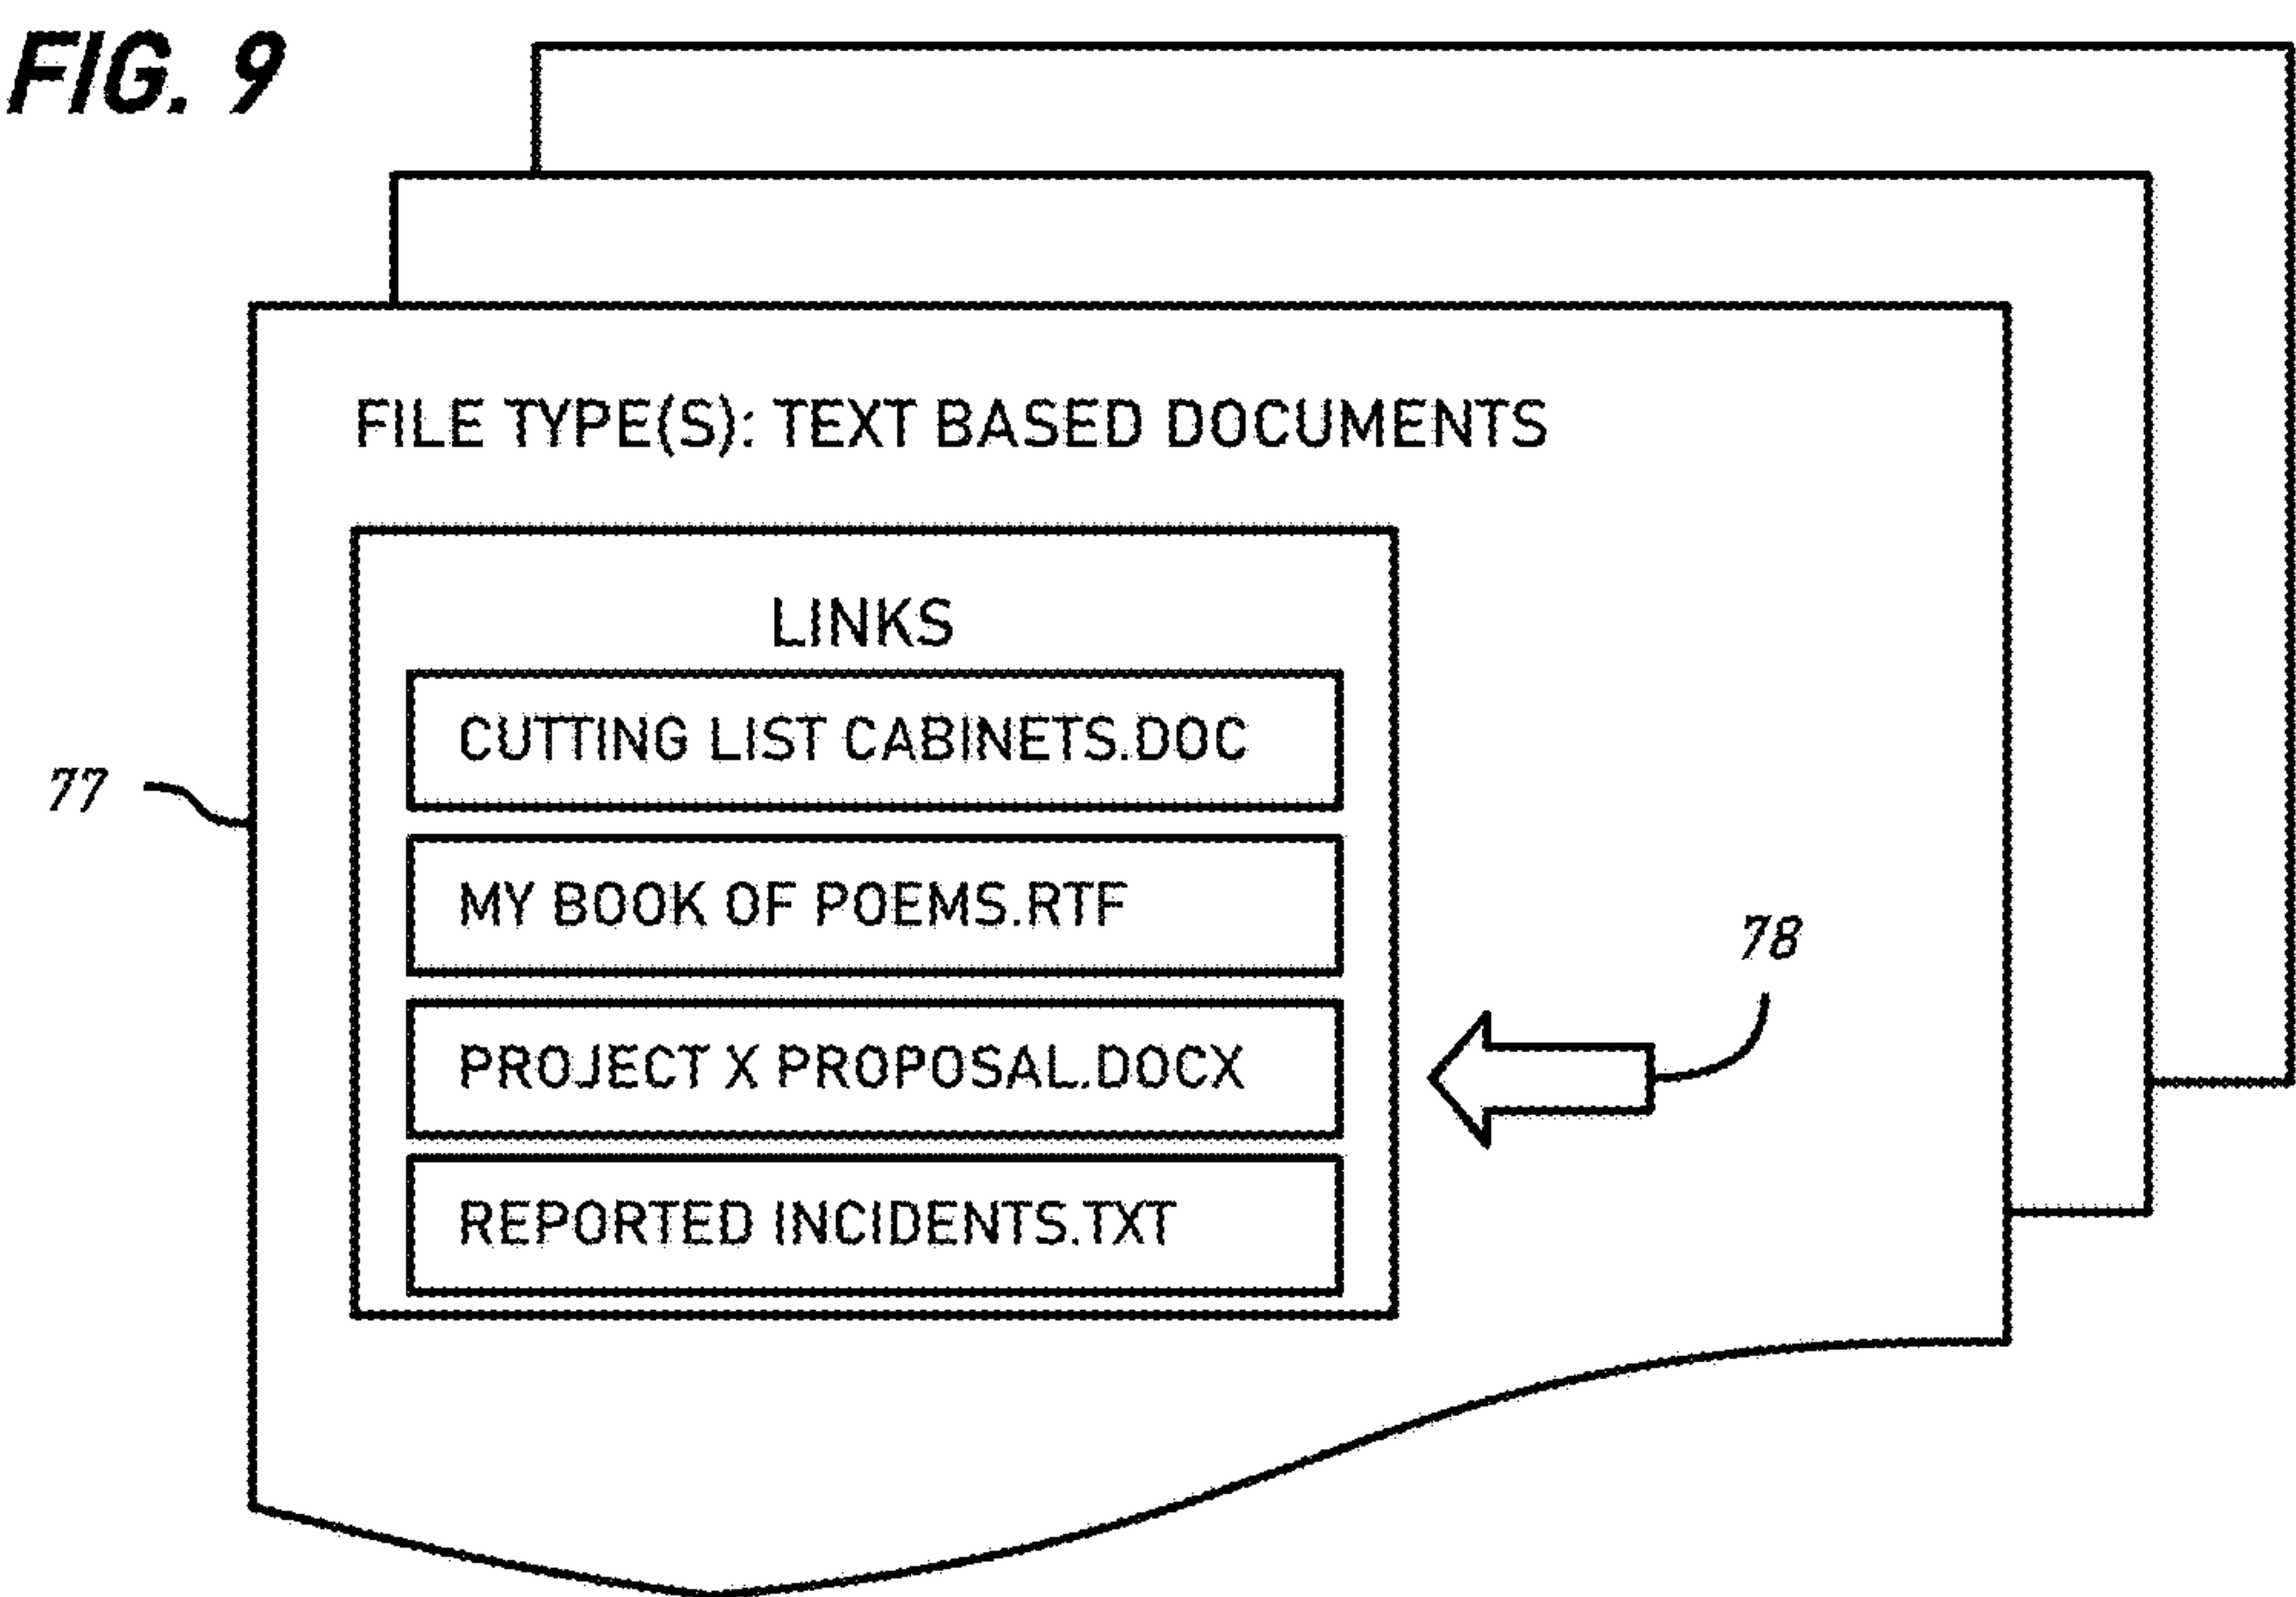 FIG. 9
FILE TYPE(S): TEXT BASED DOCUMENTS
LINKS
CUTTING LIST CABINETS.DOC
77
MY BOOK OF POEMS.RTF
78
PROJECT X PROPOSAL.DOCX
REPORTED INCIDENTS.TXT